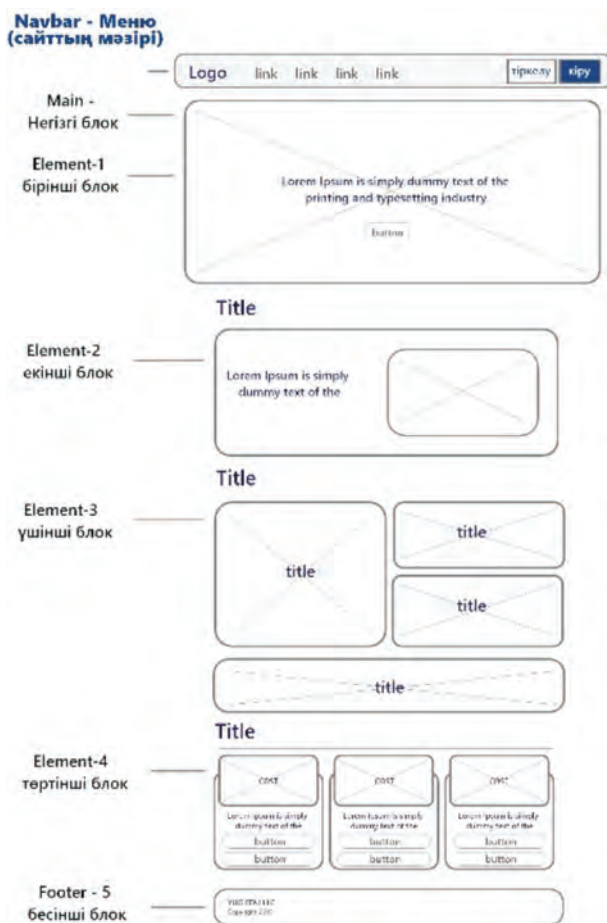 Navbar - Меню
(сайттың мәзірі)
Logo link link link link тіркелу кіру
Main -
Негізгі блок
Element-1
бірінші блок
Lorem Ipsum is simply dummy text of the
printing and typesetting industry
button
Title
Element-2
екінші блок
Lorem Ipsum is simply
dummy text of the
Title
Element-3
үшінші блок
title
title
title
title
Title
Element-4
төртінші блок
cost cost cost
Lorem Ipsum is simply Lorem Ipsum is simply Lorem Ipsum is simply
dummy text of the dummy text of the dummy text of the
button button button
button button button
Footer - 5
бесінші блок
Copyright